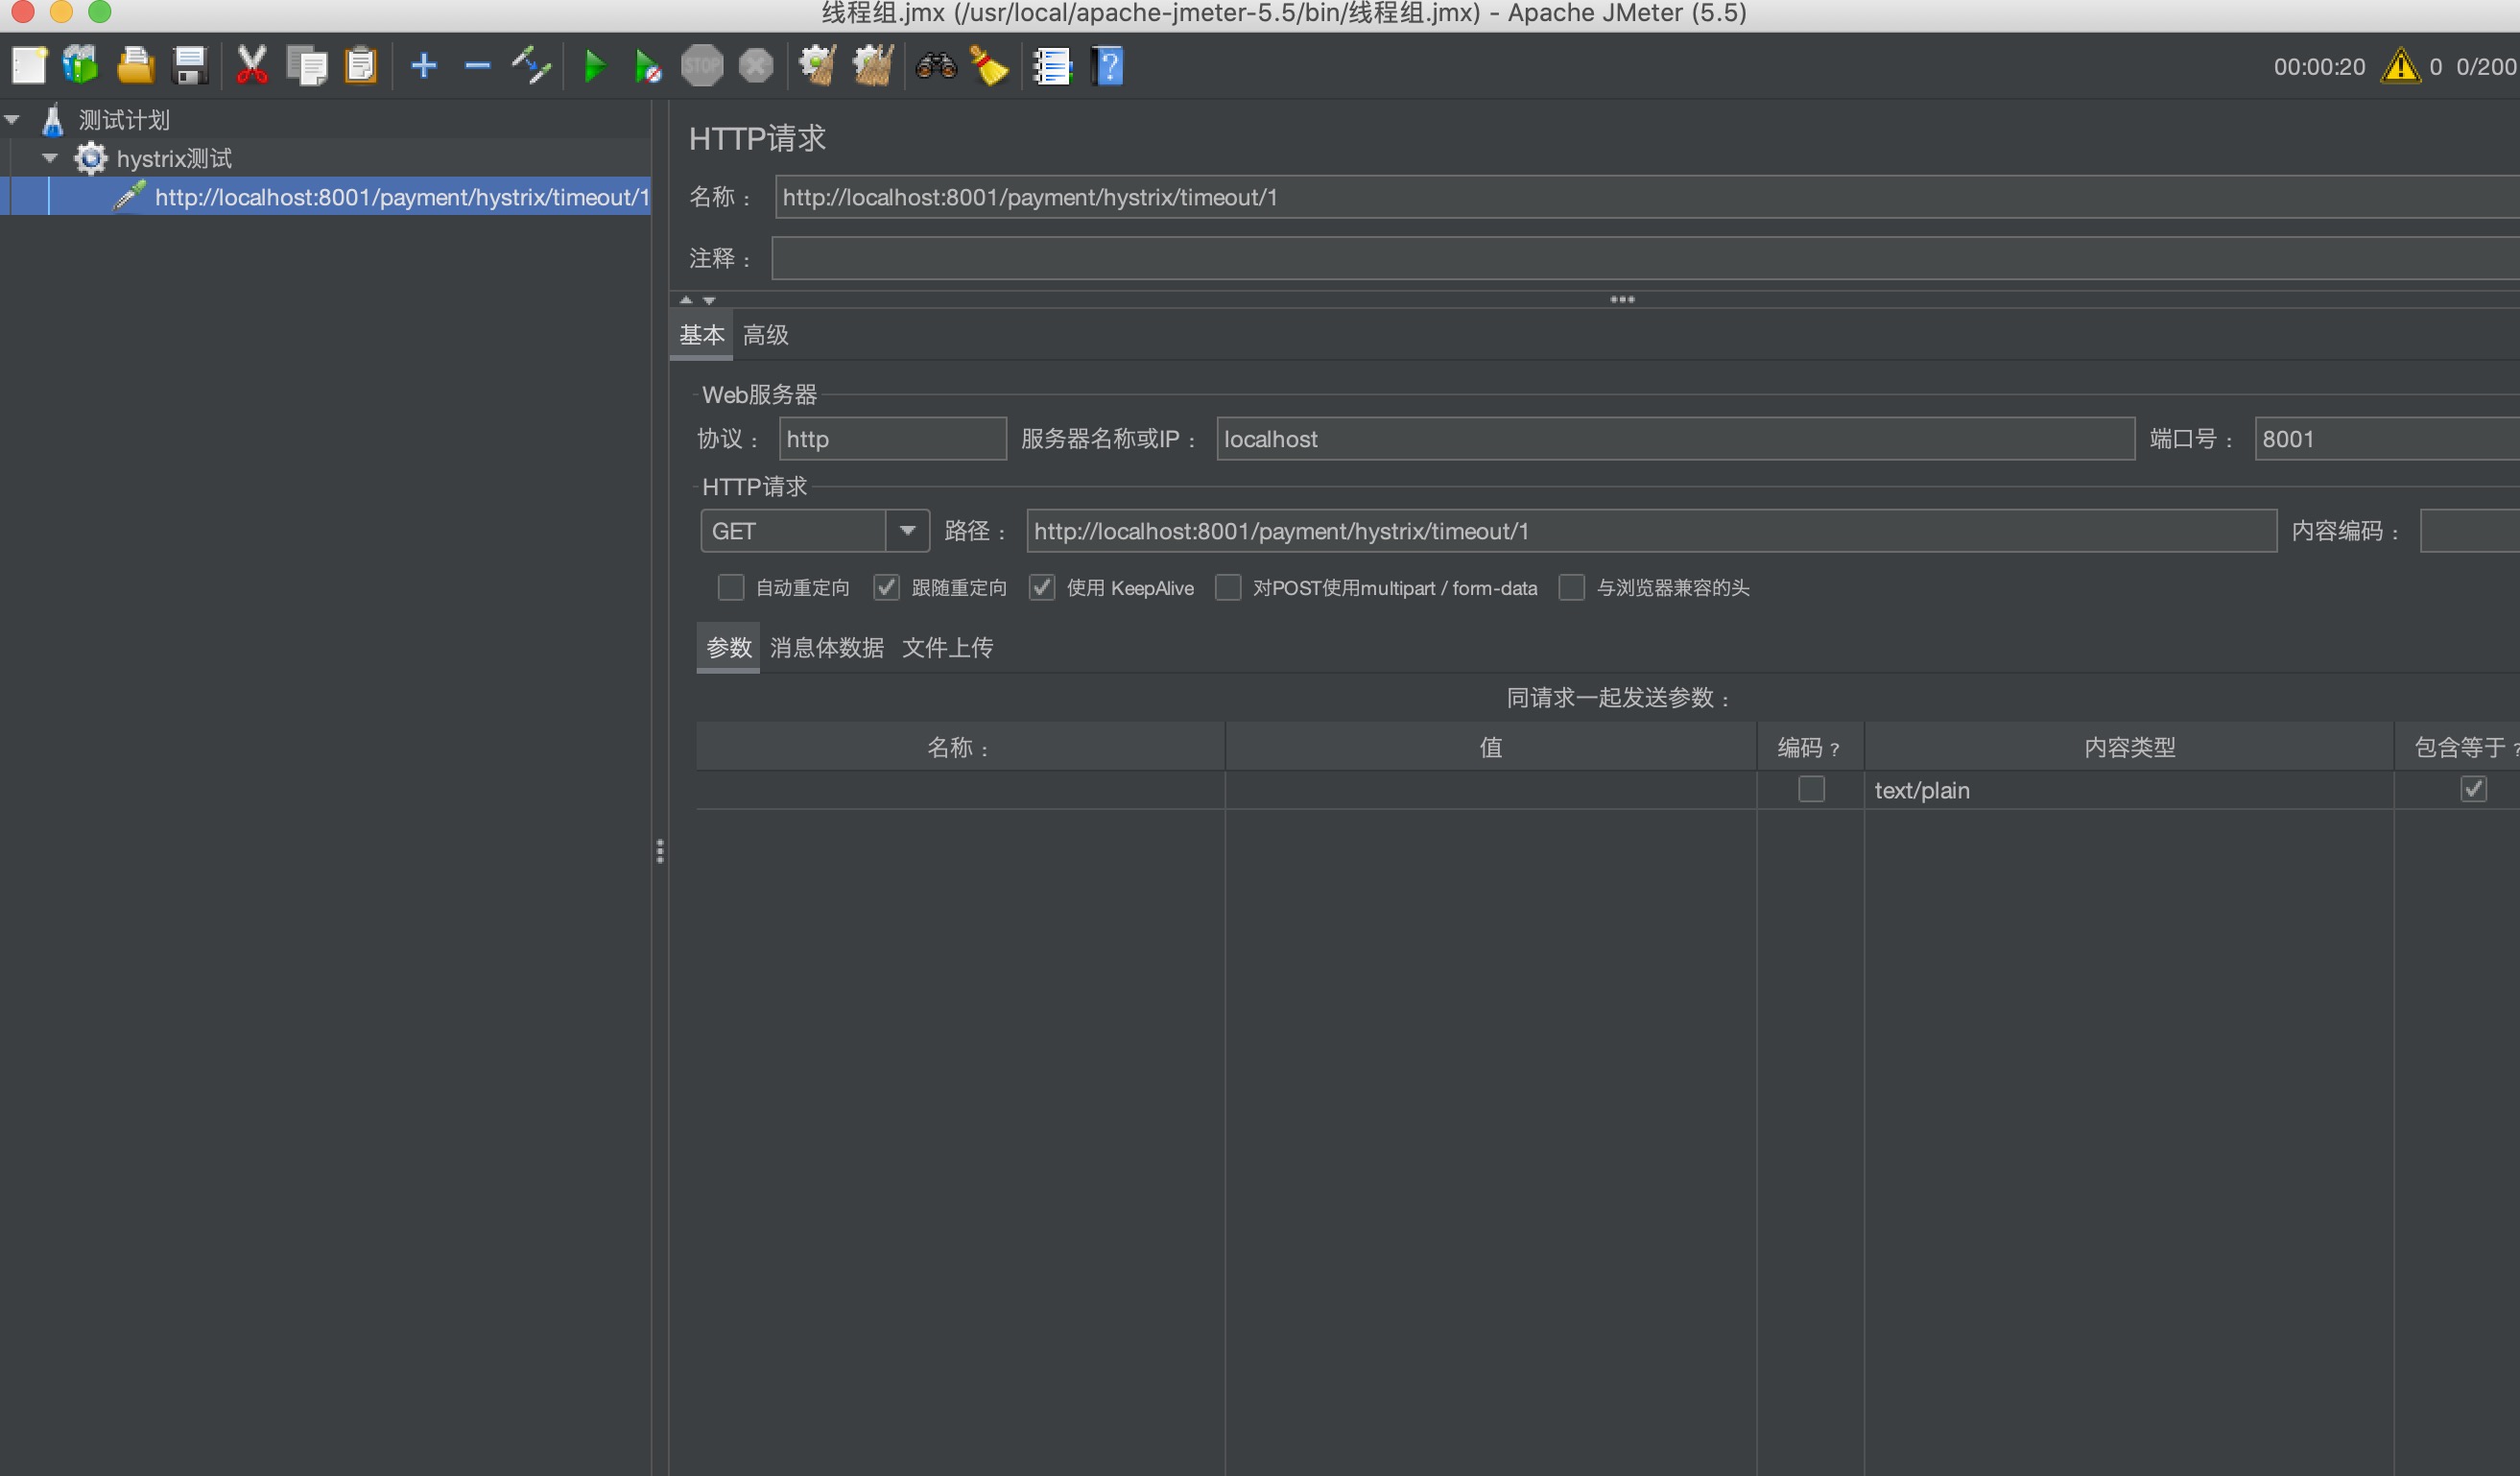 线程组.jmx (/usr/local/apache-jmeter-5.5/bin/线程组.jmx) - Apache JMeter (5.5)
STOP
00:00:20 0 0/200
测试计划
hystrix测试
http://localhost:8001/payment/hystrix/timeout/1
HTTP请求
名称： http://localhost:8001/payment/hystrix/timeout/1
注释：
基本 高级
Web服务器
协议： http 服务器名称或IP： localhost 端口号： 8001
HTTP请求
GET 路径： http://localhost:8001/payment/hystrix/timeout/1 内容编码：
自动重定向 跟随重定向 使用 KeepAlive 对POST使用multipart / form-data 与浏览器兼容的头
参数 消息体数据 文件上传
同请求一起发送参数：
名称： 值 编码？ 内容类型 包含等于？
text/plain